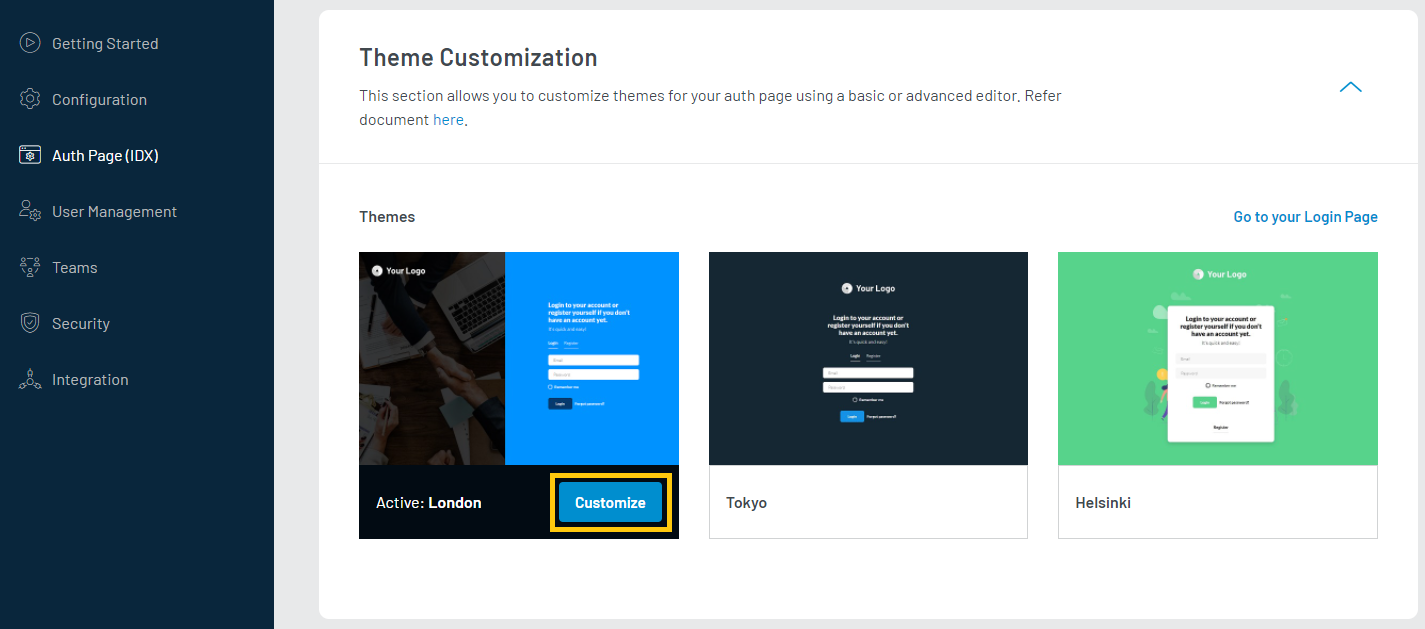 Getting Started
Configuration
Auth Page (IDX)
User Management
Teams
Security
Integration
Theme Customization
This section allows you to customize themes for your auth page using a basic or advanced editor. Refer
document here.
Themes
Go to your Login Page
Your Logo
Login to your account or
register yourself if you don't
have an account yet.
It's quick and easy!
Login Register
Email
Password
Remember me
Login Forgot password?
Active: London
Customize
Your Logo
Login to your account or
register yourself if you don't
have an account yet.
It's quick and easy!
Login Register
Email
Password
Remember me
Login Forgot password?
Tokyo
Your Logo
Login to your account or
register yourself if you don't
have an account yet.
It's quick and easy!
Email
Password
Remember me
Login Forgot password?
Register
Helsinki